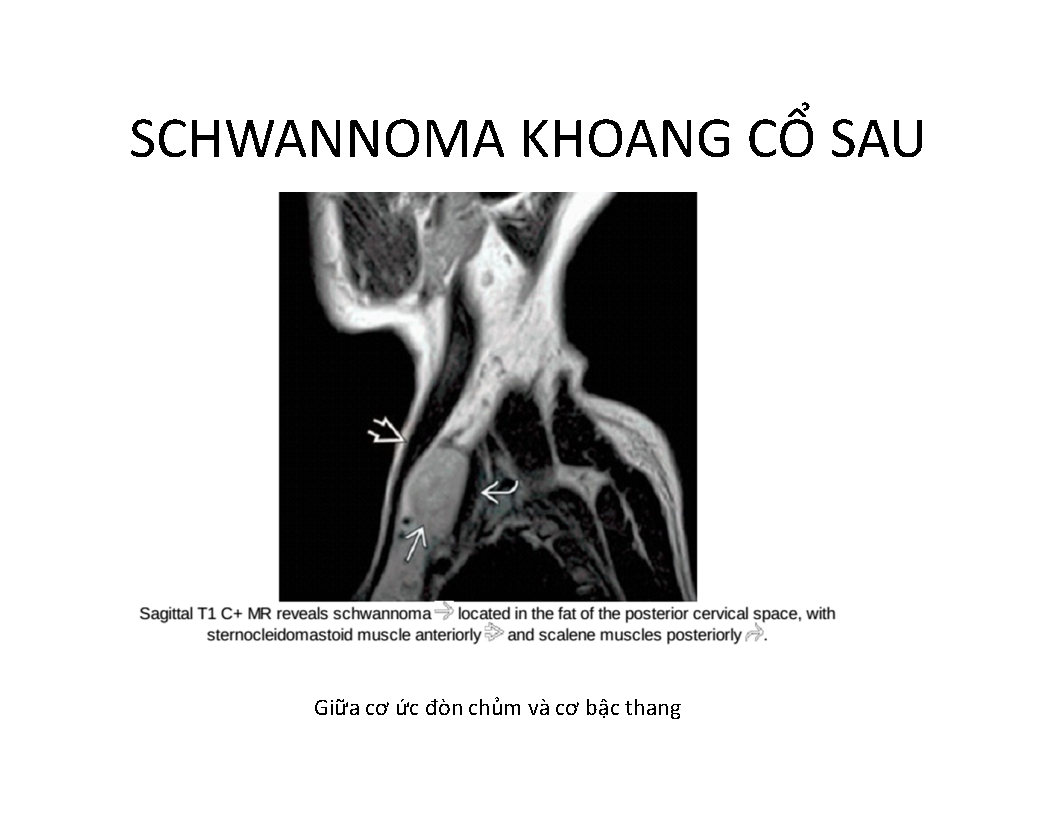 SCHWANNOMA KHOANG CỔ SAU
Sagittal T1 C+ MR reveals schwannoma located in the fat of the posterior cervical space, with
sternocleidomastoid muscle anteriorly and scalene muscles posteriorly .
Giữa cơ ức đòn chủm và cơ bậc thang